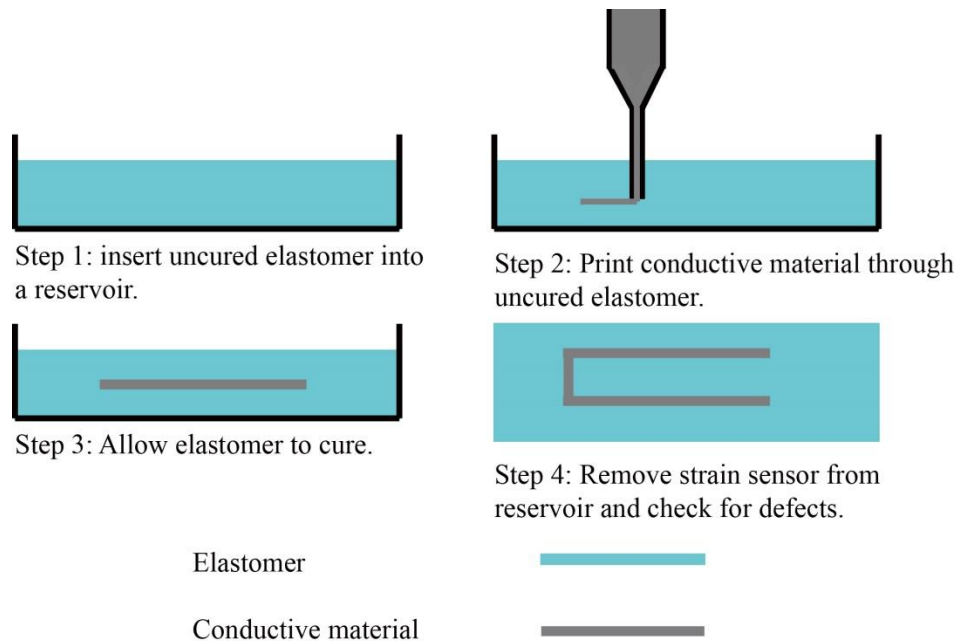 Step 1: insert uncured elastomer into
a reservoir.
Step 2: Print conductive material through
uncured elastomer.
Step 3: Allow elastomer to cure.
Step 4: Remove strain sensor from
reservoir and check for defects.
Elastomer
Conductive material